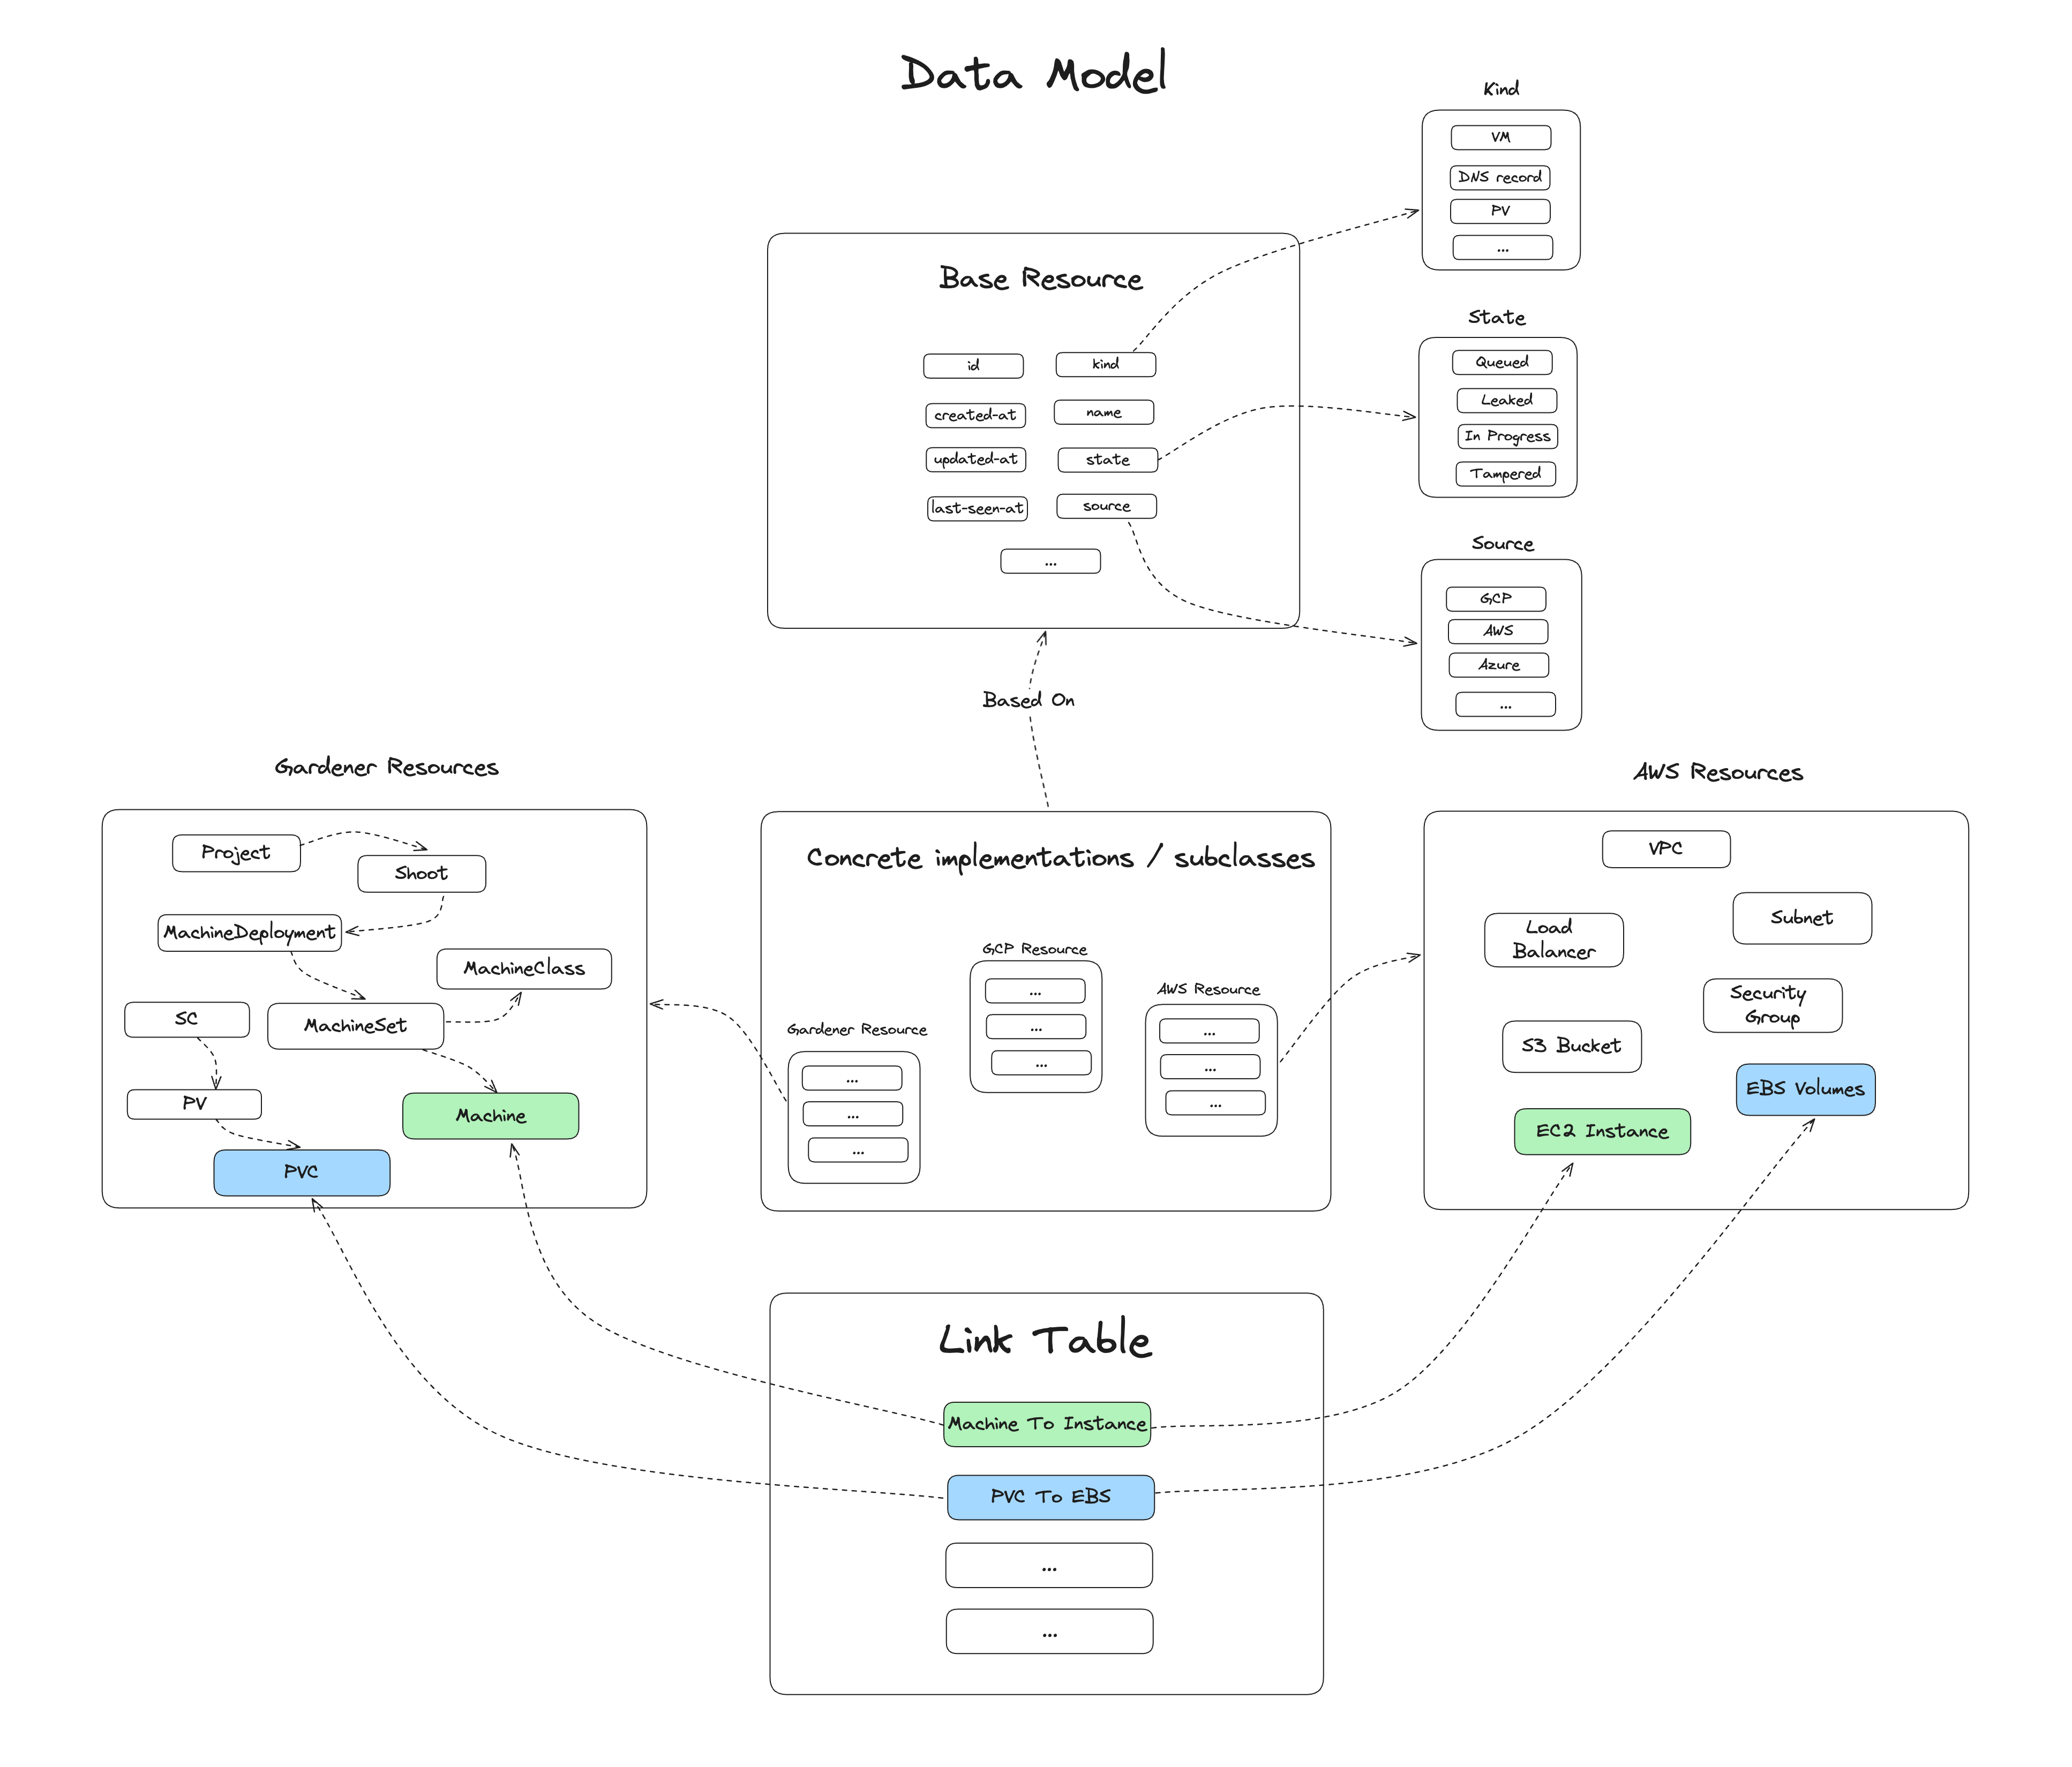 Data Model
Kind
VM
DNS record
PV
...
Base Resource
id
kind
created-at
name
updated-at
state
last-seen-at
source
...
State
Queued
Leaked
In Progress
Tampered
Source
GCP
AWS
Azure
...
Based On
Gardener Resources
Project
Shoot
MachineDeployment
MachineClass
SC
MachineSet
PV
Machine
PVC
Concrete implementations / subclasses
Gardener Resource
...
...
...
GCP Resource
...
...
...
AWS Resource
...
...
...
AWS Resources
VPC
Subnet
Load
Balancer
Security
Group
S3 Bucket
EBS Volumes
EC2 Instance
Link Table
Machine To Instance
PVC To EBS
...
...